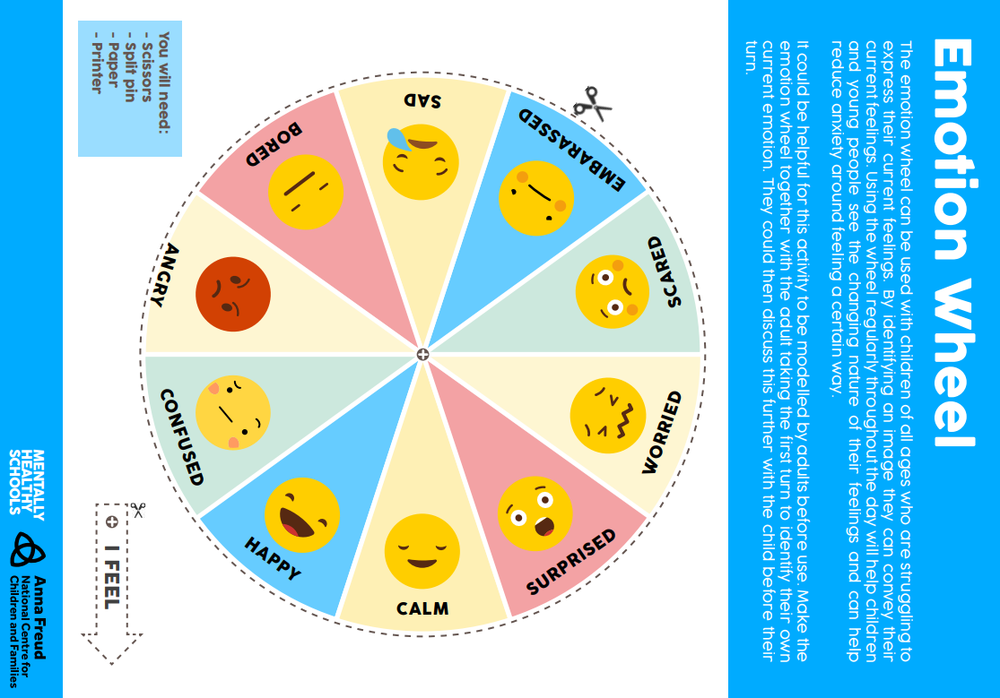 Emotion Wheel
The emotion wheel can be used with children of all ages who are struggling to
express their current feelings. By identifying an image they can convey their
current feelings. Using the wheel regularly throughout the day will help children
and young people see the changing nature of their feelings and can help
reduce anxiety around feeling a certain way.
It could be helpful for this activity to be modelled by adults before use. Make the
emotion wheel together with the adult taking the first turn to identify their own
current emotion. They could then discuss this further with the child before their
turn.
SAD
EMBARASSED
SCARED
WORRIED
SURPRISED
CALM
HAPPY
CONFUSED
ANGRY
BORED
You will need:
- Scissors
- Split pin
- Paper
- Printer
I FEEL
MENTALLY
HEALTHY
SCHOOLS
Anna Freud
National Centre for
Children and Families